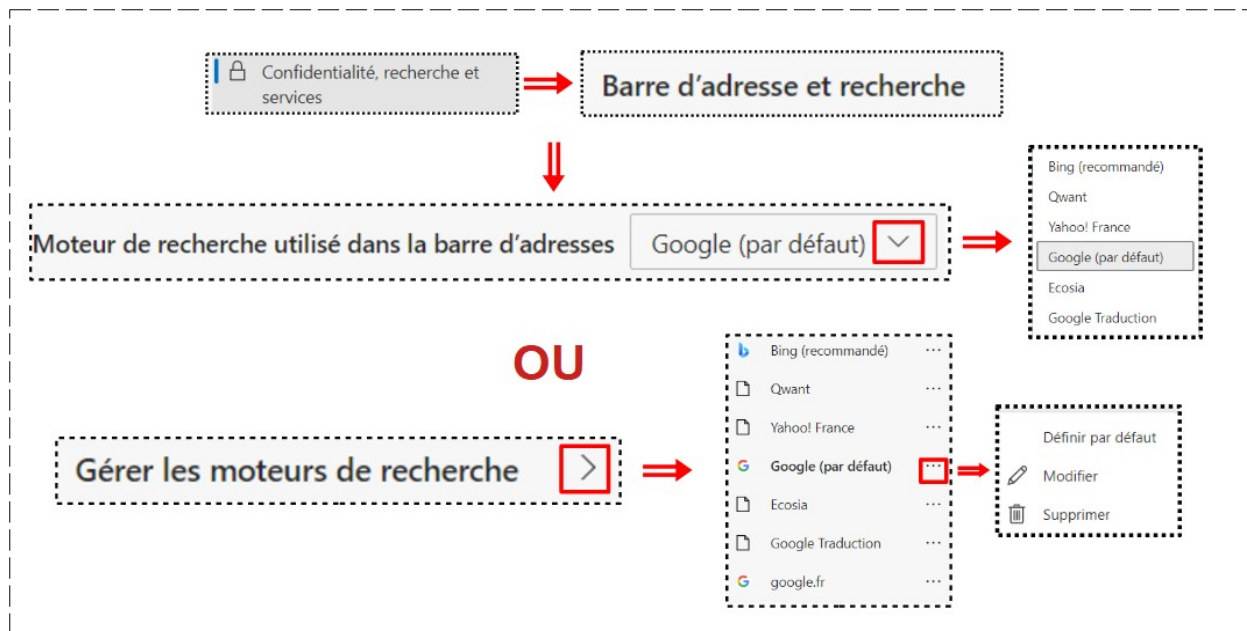 Confidentialité, recherche et
services
Barre d'adresse et recherche
Moteur de recherche utilisé dans la barre d'adresses
Google (par défaut)
Bing (recommandé)
Qwant
Yahoo! France
Google (par défaut)
Ecosia
Google Traduction
OU
Gérer les moteurs de recherche
Bing (recommandé)
Qwant
Yahoo! France
Google (par défaut)
Ecosia
Google Traduction
google.fr
Définir par défaut
Modifier
Supprimer